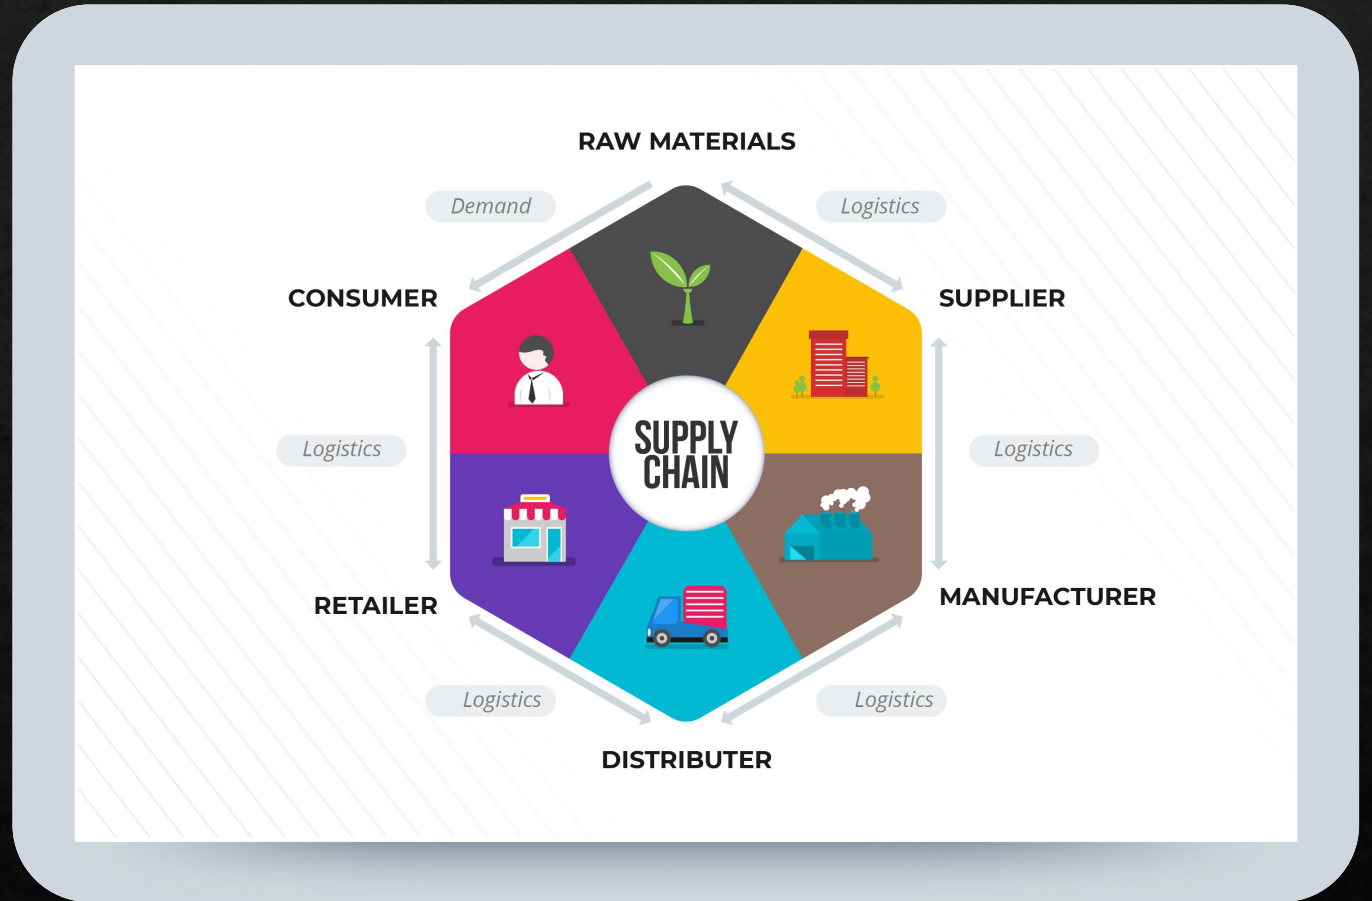 RAW MATERIALS
Demand
Logistics
CONSUMER
SUPPLIER
SUPPLY
CHAIN
Logistics
Logistics
RETAILER
MANUFACTURER
Logistics
Logistics
DISTRIBUTER